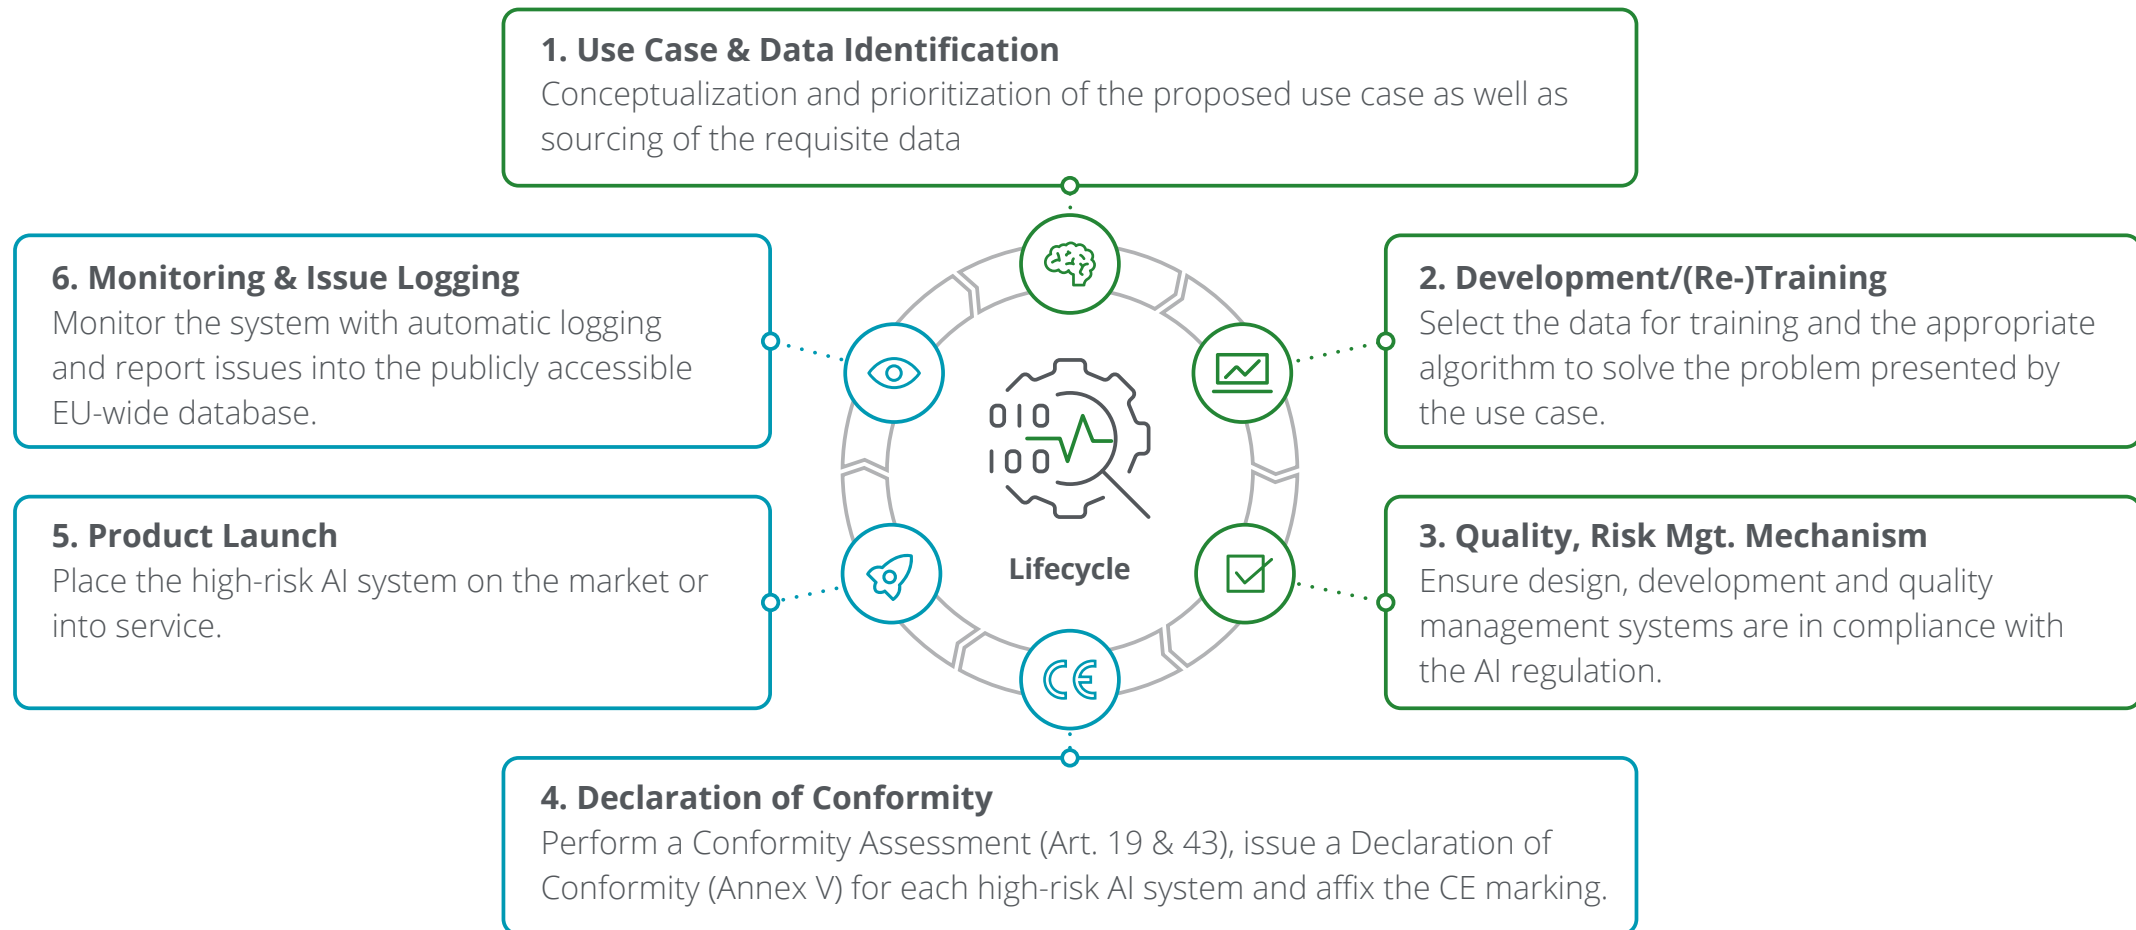 1. Use Case & Data Identification
Conceptualization and prioritization of the proposed use case as well as
sourcing of the requisite data
2. Development/(Re-)Training
Select the data for training and the appropriate
algorithm to solve the problem presented by
the use case.
3. Quality, Risk Mgt. Mechanism
Ensure design, development and quality
management systems are in compliance with
the AI regulation.
4. Declaration of Conformity
Perform a Conformity Assessment (Art. 19 & 43), issue a Declaration of
Conformity (Annex V) for each high-risk AI system and affix the CE marking.
5. Product Launch
Place the high-risk AI system on the market or
into service.
6. Monitoring & Issue Logging
Monitor the system with automatic logging
and report issues into the publicly accessible
EU-wide database.
010
100
Lifecycle
CE